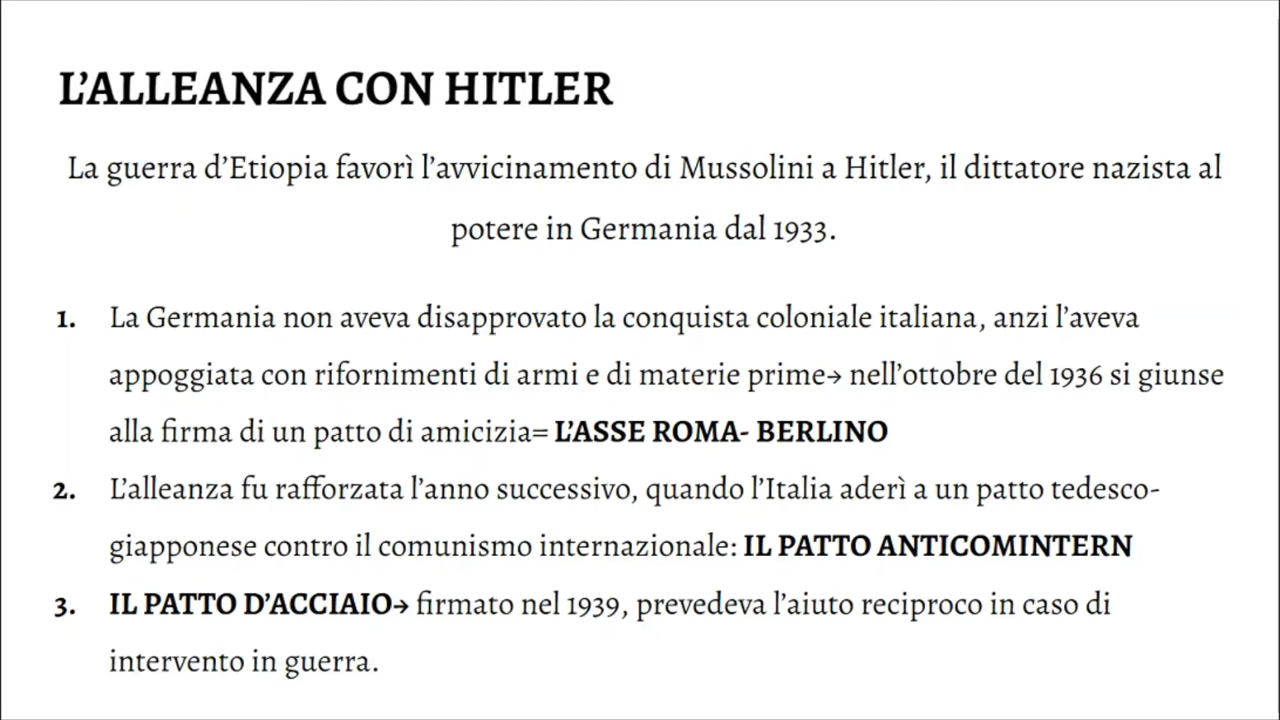 L’ALLEANZA CON HITLER
La guerra d’Etiopia favorì l’avvicinamento di Mussolini a Hitler, il dittatore nazista al
potere in Germania dal 1933.
1. La Germania non aveva disapprovato la conquista coloniale italiana, anzi l’aveva
appoggiata con rifornimenti di armi e di materie prime→ nell’ottobre del 1936 si giunse
alla firma di un patto di amicizia= L’ASSE ROMA- BERLINO
2. L’alleanza fu rafforzata l’anno successivo, quando l’Italia aderì a un patto tedesco-
giapponese contro il comunismo internazionale: IL PATTO ANTICOMINTERN
3. IL PATTO D’ACCIAIO→ firmato nel 1939, prevedeva l’aiuto reciproco in caso di
intervento in guerra.